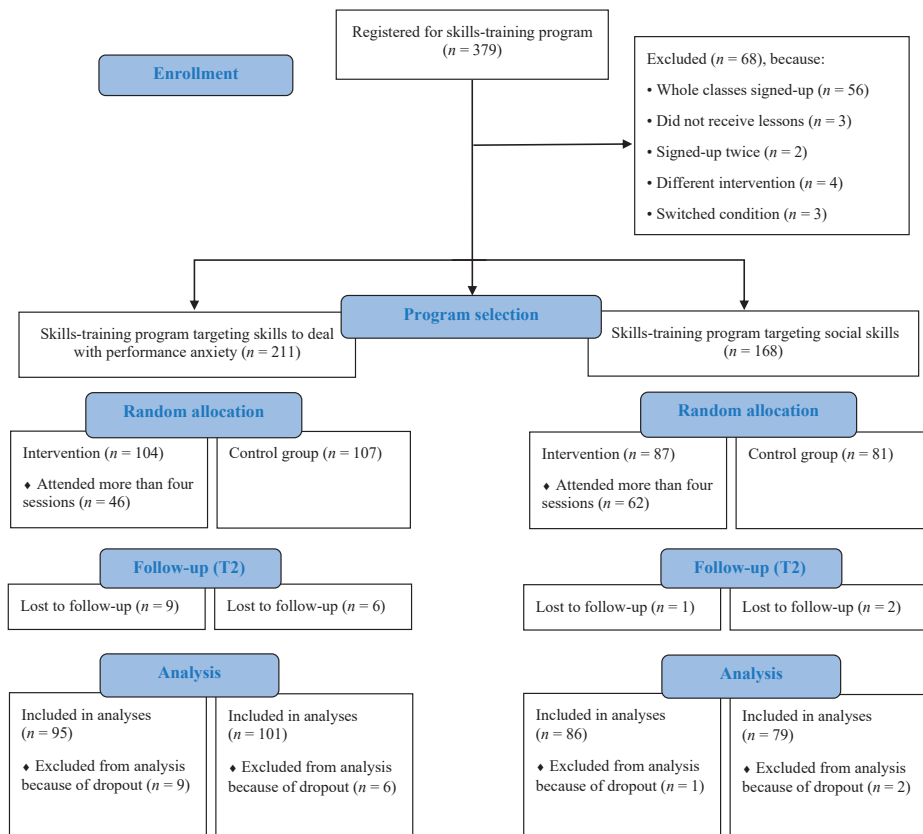 Registered for skills-training program
(n = 379)
Enrollment
Excluded (n = 68), because:
• Whole classes signed-up (n = 56)
• Did not receive lessons (n = 3)
• Signed-up twice (n = 2)
• Different intervention (n = 4)
• Switched condition (n = 3)
Program selection
Skills-training program targeting skills to deal
with performance anxiety (n = 211)
Skills-training program targeting social skills
(n = 168)
Random allocation
Intervention (n = 104)
♦ Attended more than four
sessions (n = 46)
Control group (n = 107)
Random allocation
Intervention (n = 87)
♦ Attended more than four
sessions (n = 62)
Control group (n = 81)
Follow-up (T2)
Lost to follow-up (n = 9)
Lost to follow-up (n = 6)
Follow-up (T2)
Lost to follow-up (n = 1)
Lost to follow-up (n = 2)
Analysis
Included in analyses
(n = 95)
♦ Excluded from analysis
because of dropout (n = 9)
Included in analyses
(n = 101)
♦ Excluded from analysis
because of dropout (n = 6)
Analysis
Included in analyses
(n = 86)
♦ Excluded from analysis
because of dropout (n = 1)
Included in analyses
(n = 79)
♦ Excluded from analysis
because of dropout (n = 2)